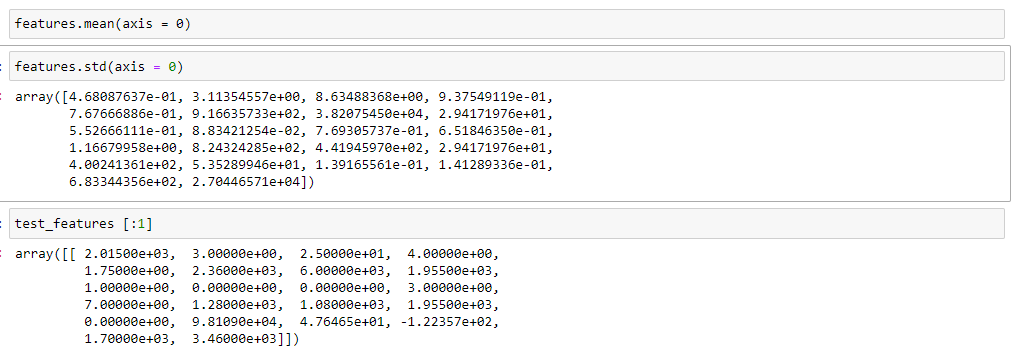 features.mean(axis = 0)
features.std(axis = 0)
array([4.68087637e-01, 3.11354557e+00, 8.63488368e+00, 9.37549119e-01,
7.67666886e-01, 9.16635733e+02, 3.82075450e+04, 2.94171976e+01,
5.52666111e-01, 8.83421254e-02, 7.69305737e-01, 6.51846350e-01,
1.16679958e+00, 8.24324285e+02, 4.41945970e+02, 2.94171976e+01,
4.00241361e+02, 5.35289946e+01, 1.39165561e-01, 1.41289336e-01,
6.83344356e+02, 2.70446571e+04])
test_features [:1]
array([[ 2.01500e+03, 3.00000e+00, 2.50000e+01, 4.00000e+00,
1.75000e+00, 2.36000e+03, 6.00000e+03, 1.95500e+03,
1.00000e+00, 0.00000e+00, 0.00000e+00, 3.00000e+00,
7.00000e+00, 1.28000e+03, 1.08000e+03, 1.95500e+03,
0.00000e+00, 9.81090e+04, 4.76465e+01, -1.22357e+02,
1.70000e+03, 3.46000e+03]])